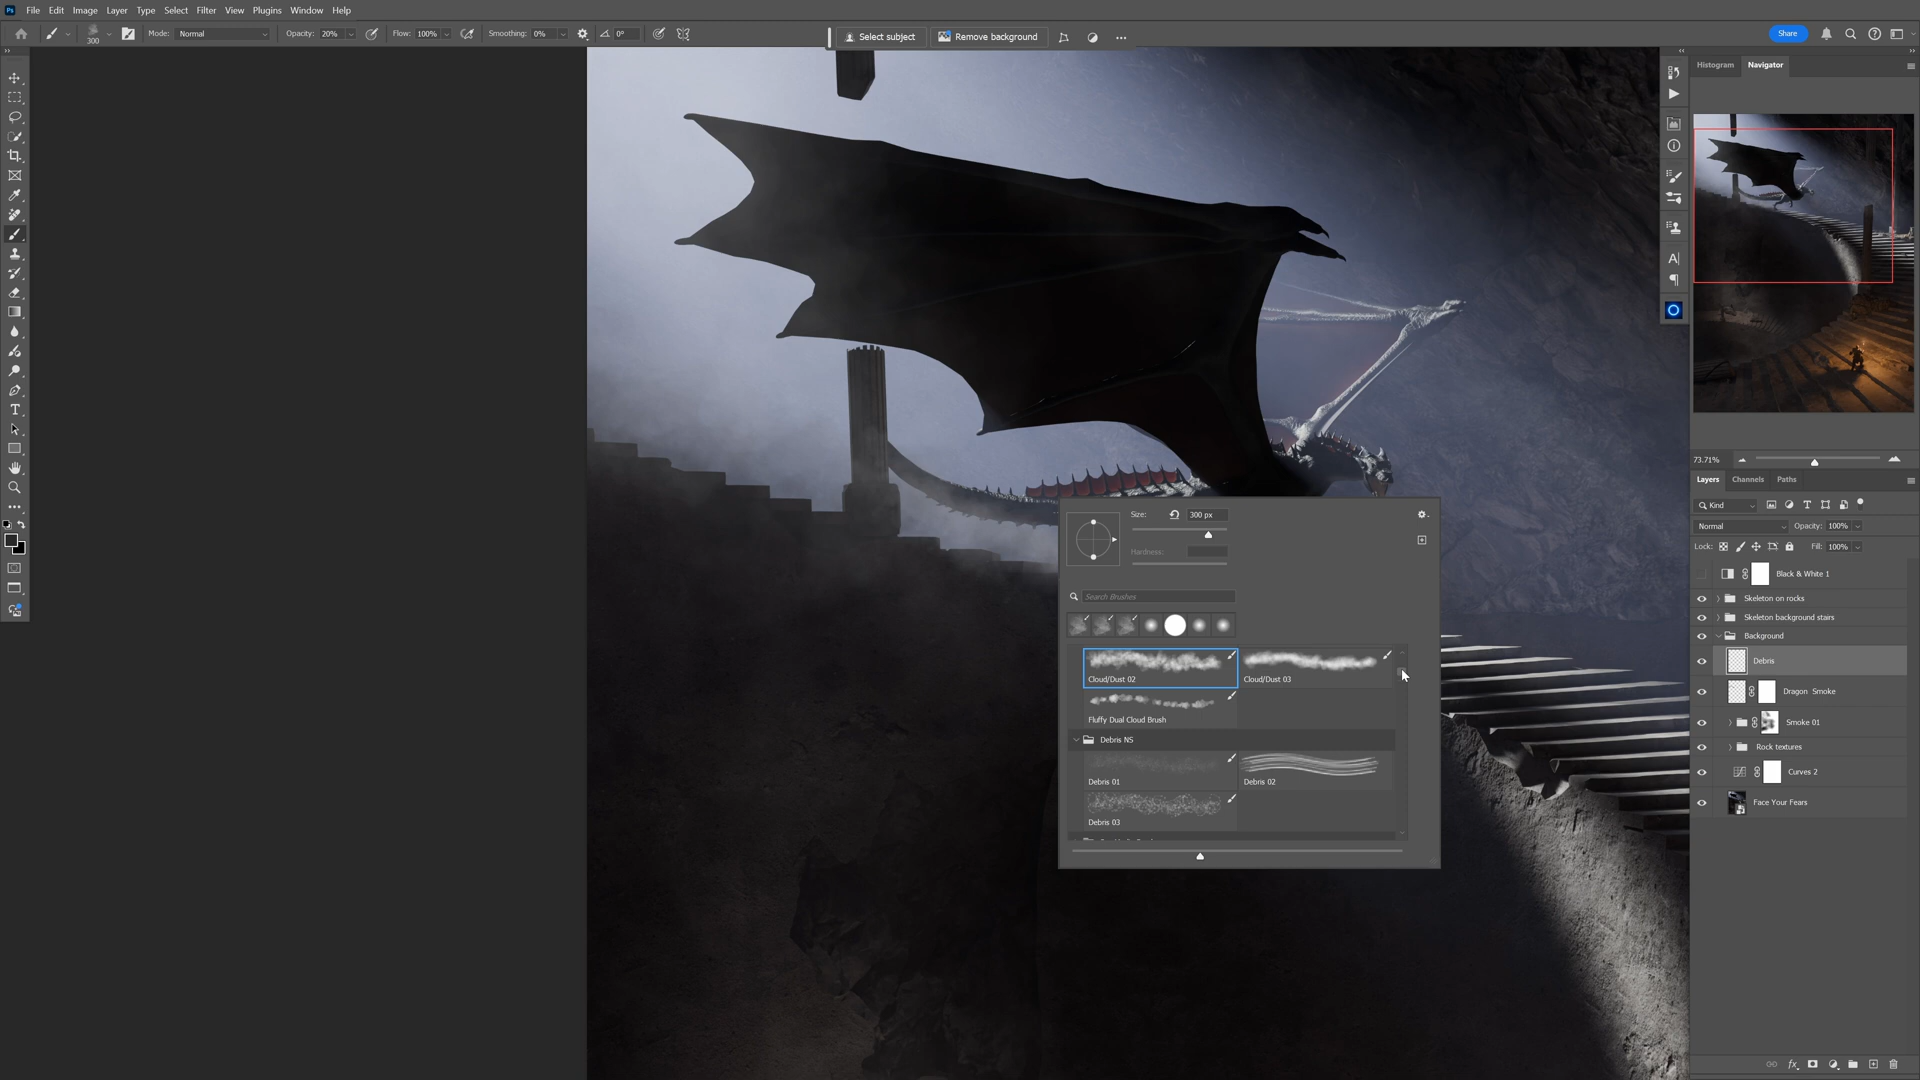 Ps File Edit Image Layer Type Select Filter View Plugins Window Help
300 Mode: Normal Opacity: 20% Flow: 100% Smoothing: 0% 0°
Select subject Remove background
Share
Histogram Navigator
73.71%
Layers Channels Paths
Kind
Normal Opacity: 100%
Lock: Fill: 100%
Black & White 1
Skeleton on rocks
Skeleton background stairs
Background
Debris
Dragon Smoke
Smoke 01
Rock textures
Curves 2
Face Your Fears
fx
Size: 300 px
Hardness:
Search Brushes
Cloud/Dust 02 Cloud/Dust 03
Fluffy Dual Cloud Brush
Debris NS
Debris 01 Debris 02
Debris 03